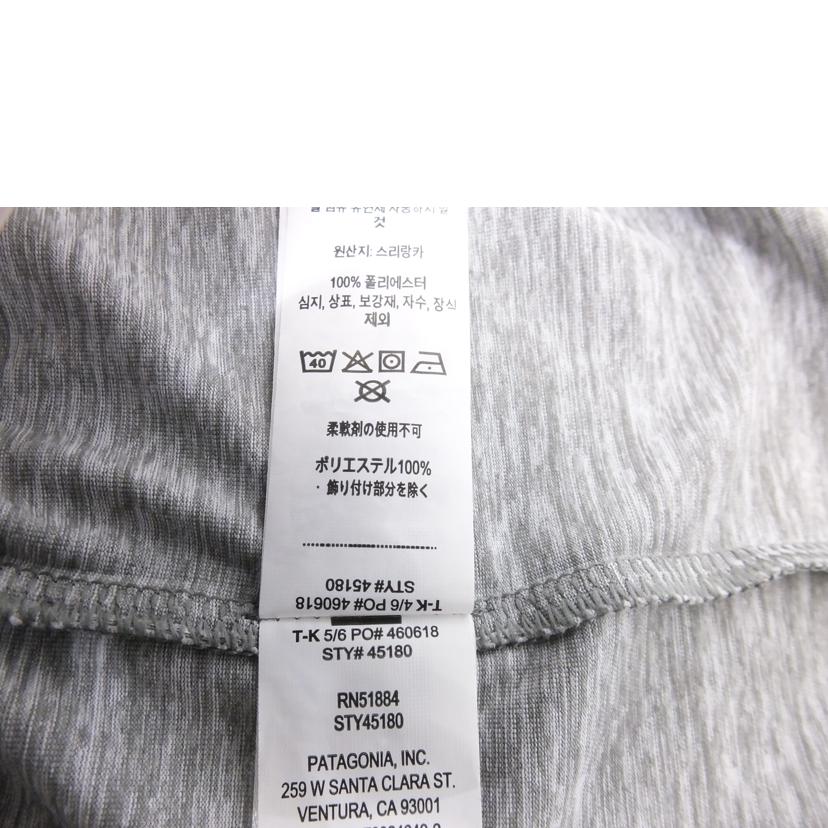 것
원산지: 스리랑카
100% 폴리에스터
심지, 상표, 보강재, 자수, 장식
제외
40
柔軟剤の使用不可
ポリエステル100%
・飾り付け部分を除く
STY# 45180
T-K 4/6 PO# 460618
T-K 5/6 PO# 460618
STY# 45180
RN51884
STY45180
PATAGONIA, INC.
259 W SANTA CLARA ST.
VENTURA, CA 93001